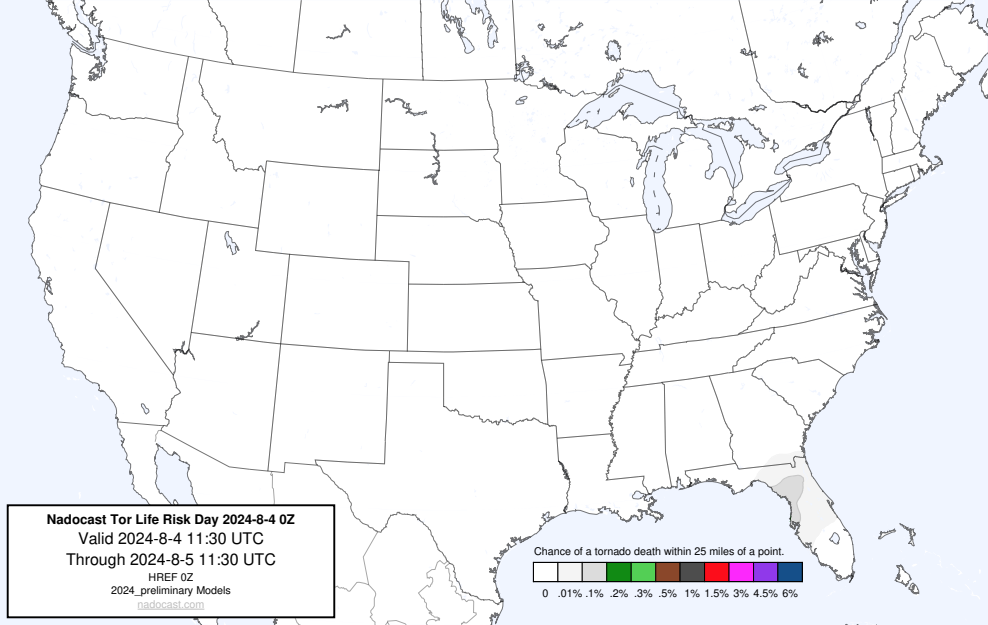 Nadocast Tor Life Risk Day 2024-8-4 0Z
Valid 2024-8-4 11:30 UTC
Through 2024-8-5 11:30 UTC
HREF 0Z
2024_preliminary Models
nadocast.com
Chance of a tornado death within 25 miles of a point.
0 .01% .1% .2% .3% .5% 1% 1.5% 3% 4.5% 6%